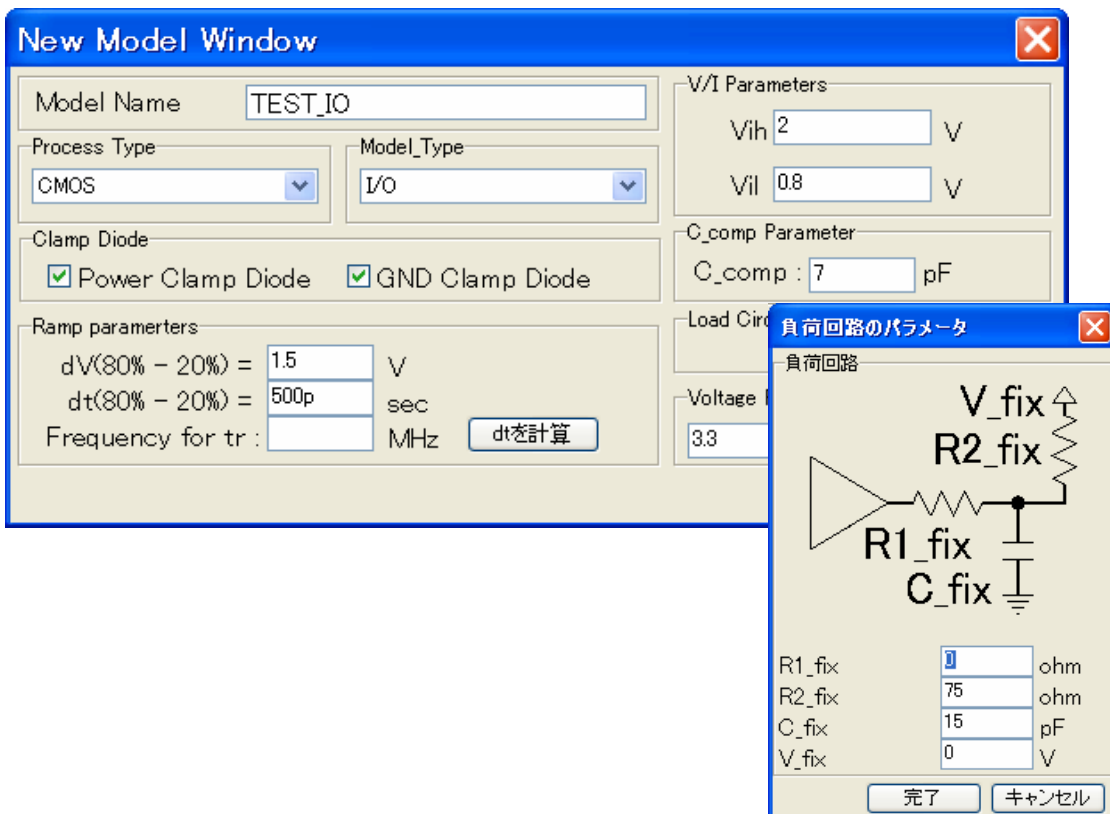 New Model Window
Model Name TEST_IO
Process Type
CMOS
Model_Type
I/O
Clamp Diode
Power Clamp Diode GND Clamp Diode
Ramp paramerters
dV(80% - 20%) = 1.5 V
dt(80% - 20%) = 500p sec
Frequency for tr : MHz dtを計算
V/I Parameters
Vih 2 V
Vil 0.8 V
C_comp Parameter
C_comp : 7 pF
Load Circ
Voltage
3.3
負荷回路のパラメータ
負荷回路
V_fix
R2_fix
R1_fix
C_fix
R1_fix 0 ohm
R2_fix 75 ohm
C_fix 15 pF
V_fix 0 V
完了 キャンセル